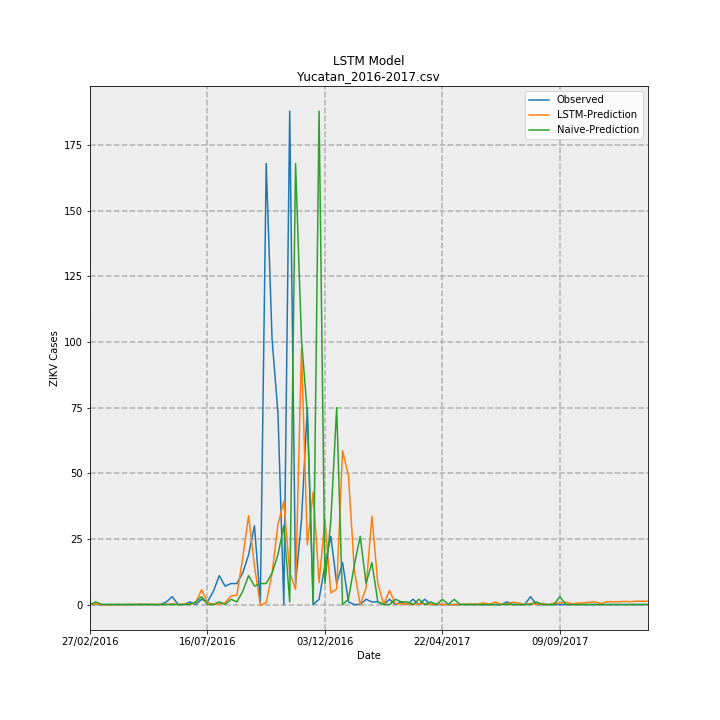 LSTM Model
Yucatan_2016-2017.csv
Observed
LSTM-Prediction
Naive-Prediction
175
150
125
100
75
50
25
0
ZIKV Cases
27/02/2016
16/07/2016
03/12/2016
22/04/2017
09/09/2017
Date